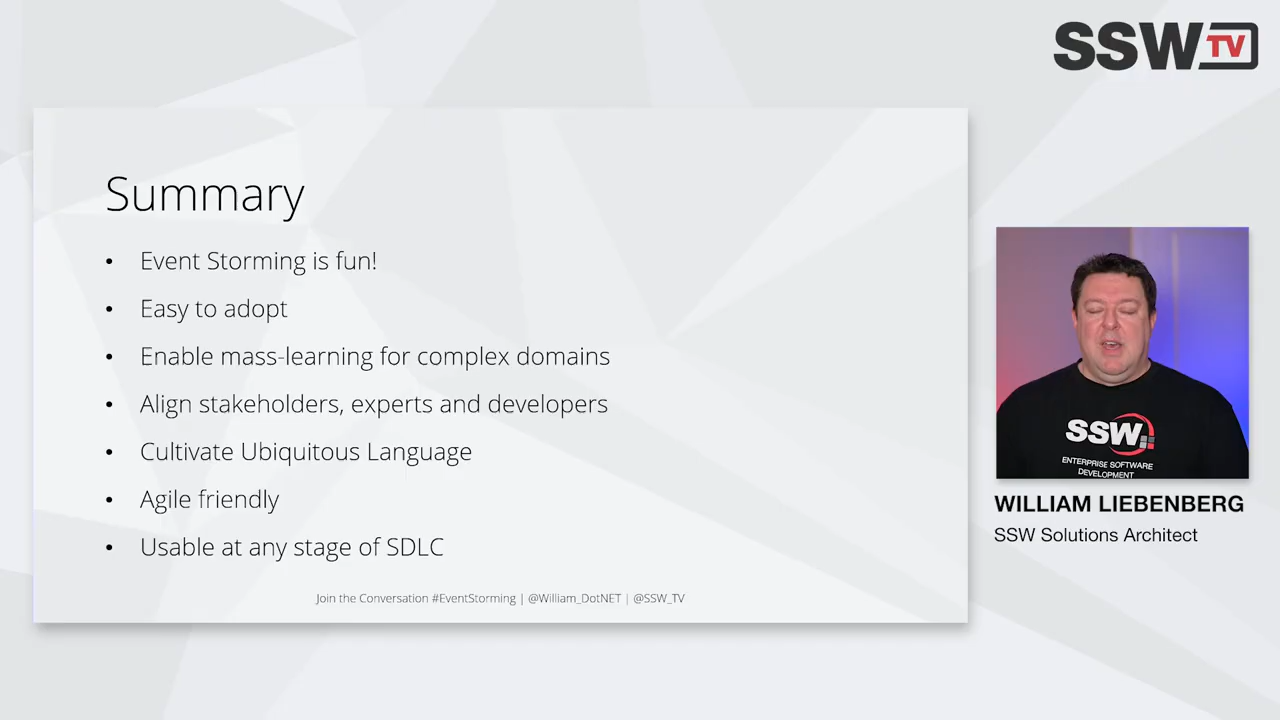 SSW TV
Summary
• Event Storming is fun!
• Easy to adopt
• Enable mass-learning for complex domains
• Align stakeholders, experts and developers
• Cultivate Ubiquitous Language
• Agile friendly
• Usable at any stage of SDLC
Join the Conversation #EventStorming | @William_DotNET | @SSW_TV
SSW
ENTERPRISE SOFTWARE
DEVELOPMENT
WILLIAM LIEBENBERG
SSW Solutions Architect